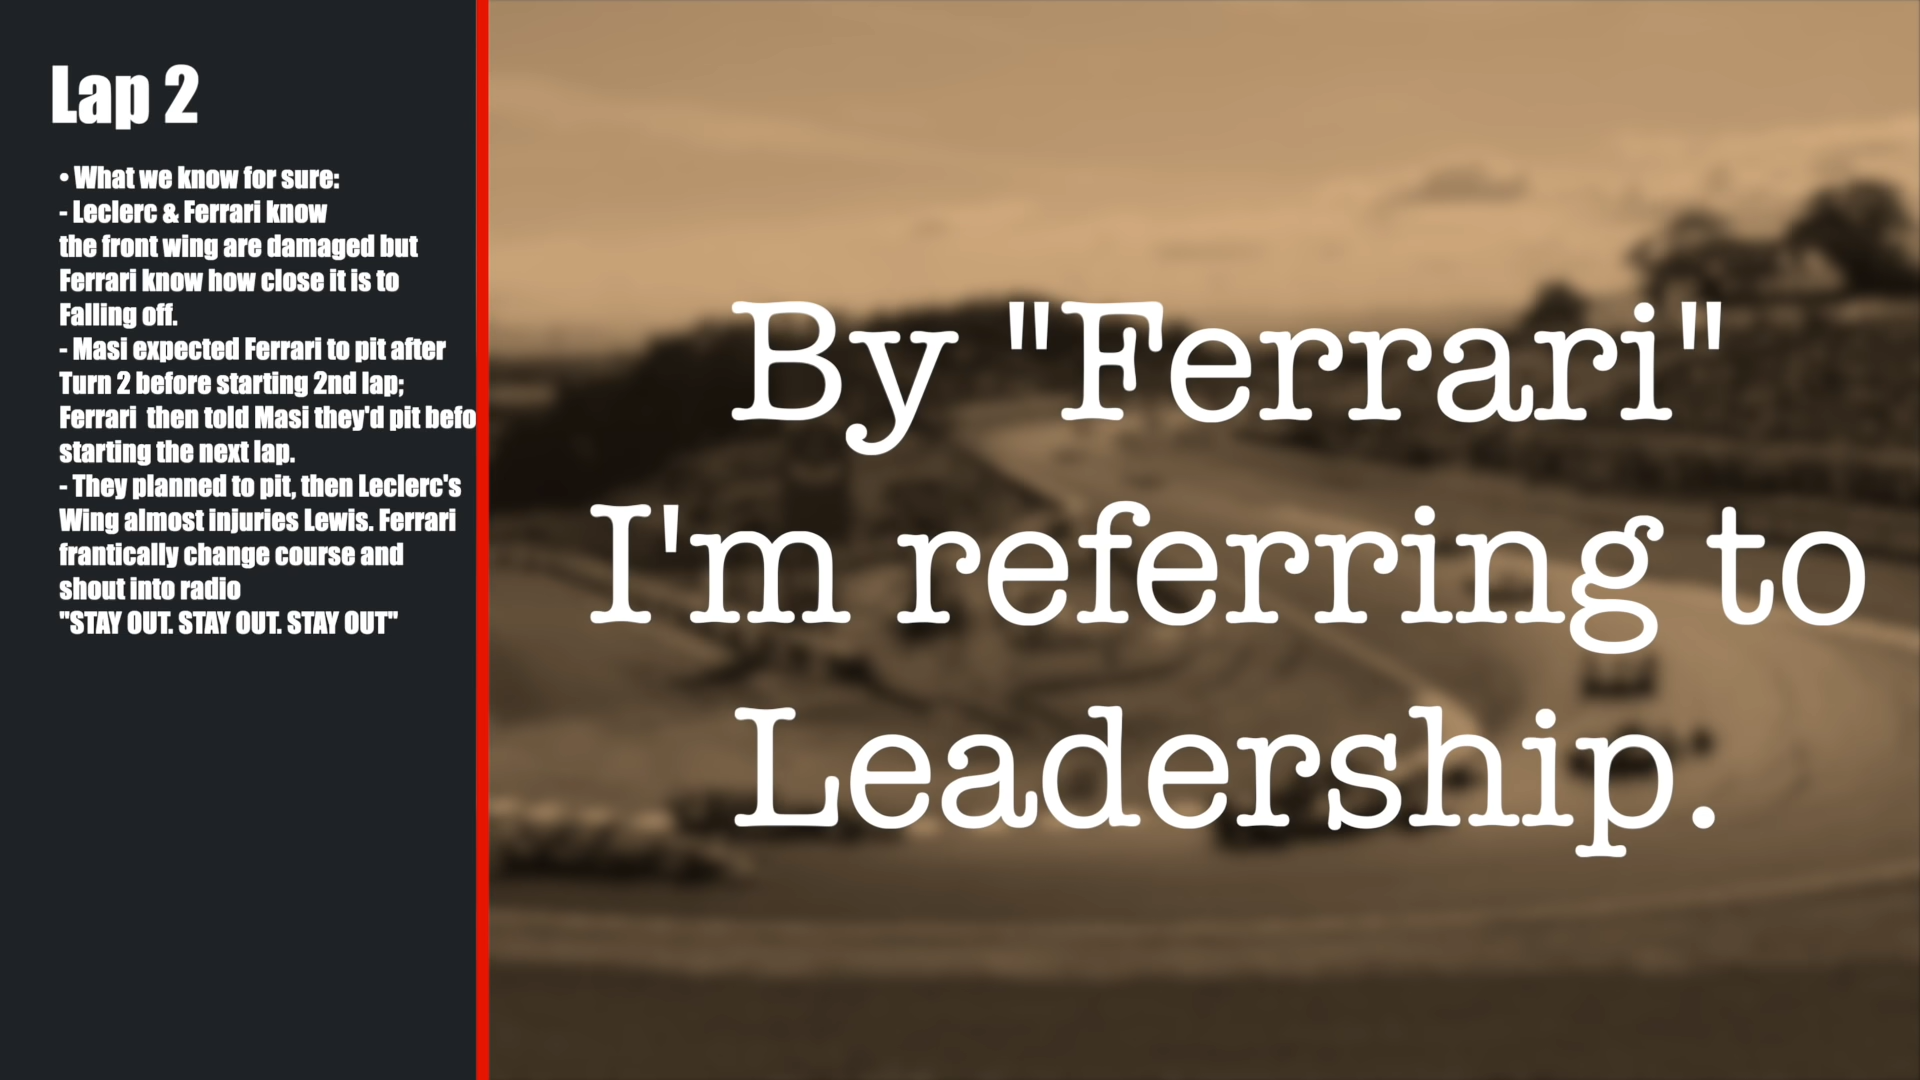 Lap 2
• What we know for sure:
- Leclerc & Ferrari know
the front wing are damaged but
Ferrari know how close it is to
Falling off.
- Masi expected Ferrari to pit after
Turn 2 before starting 2nd lap;
Ferrari  then told Masi they'd pit befo
starting the next lap.
- They planned to pit, then Leclerc's
Wing almost injuries Lewis. Ferrari
frantically change course and
shout into radio
"STAY OUT. STAY OUT. STAY OUT"
By "Ferrari"
I'm referring to
Leadership.